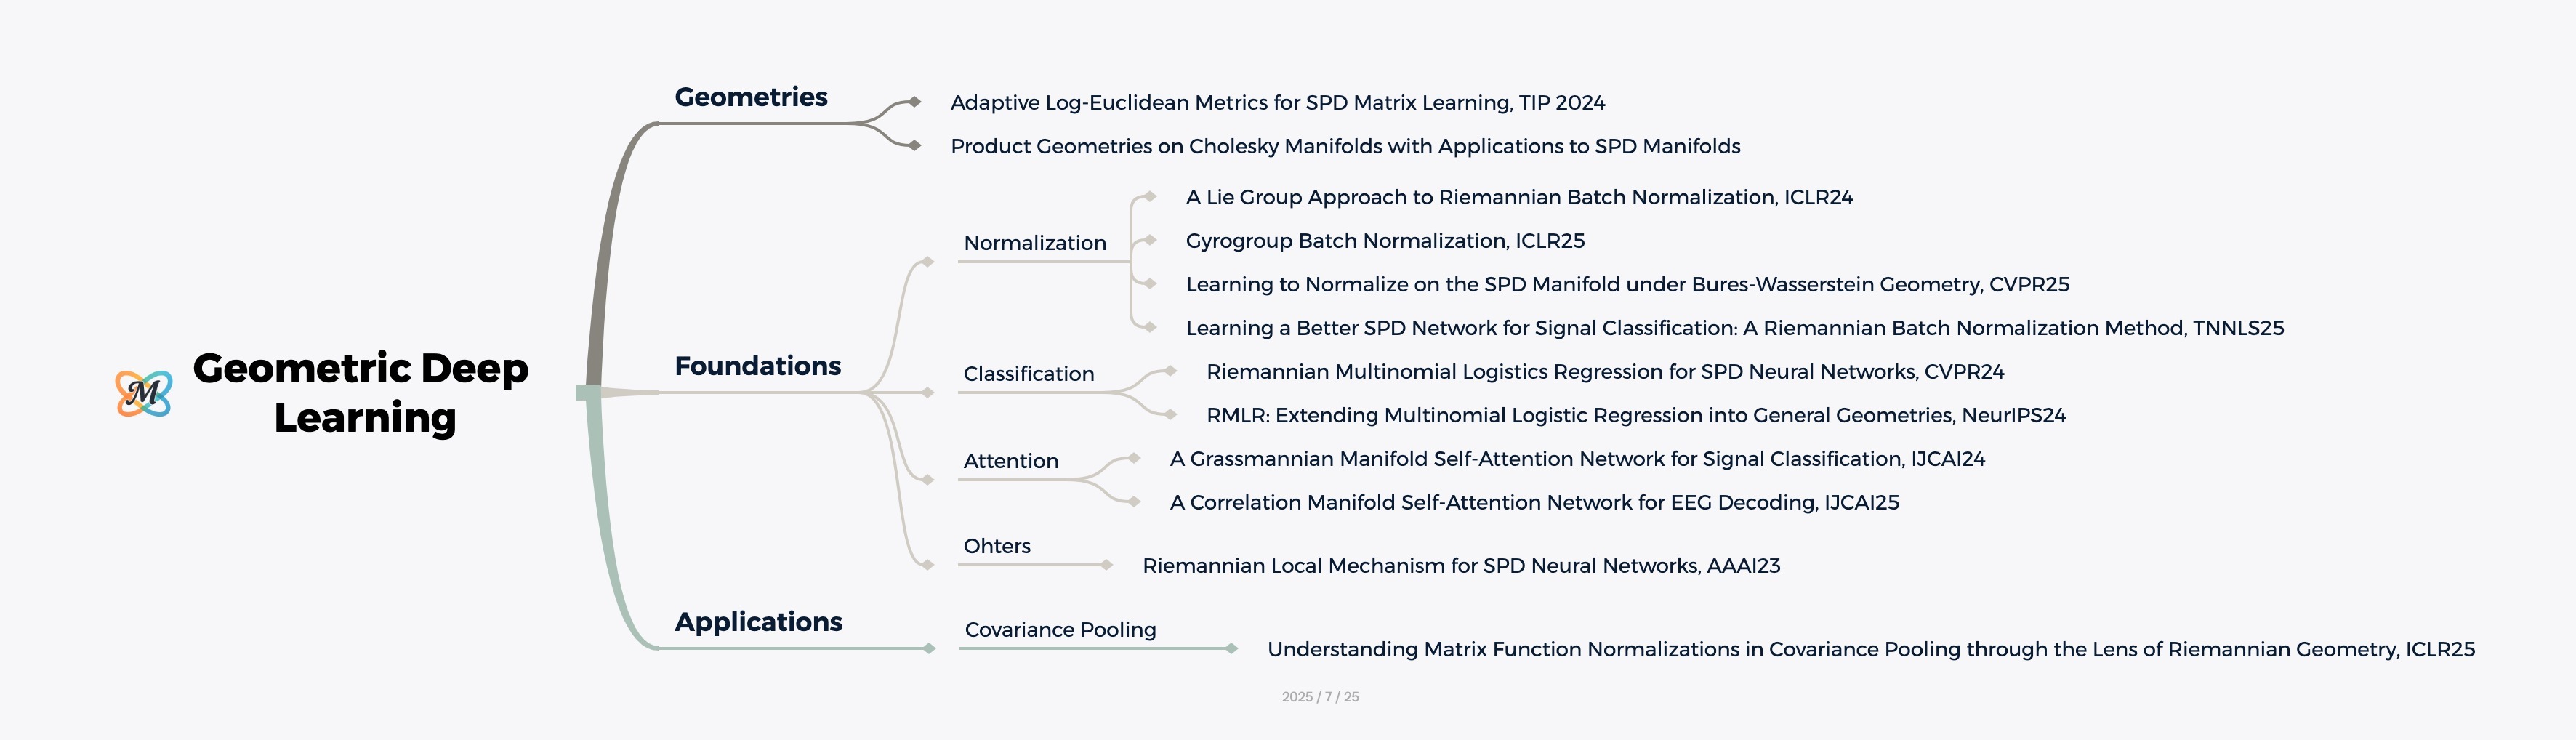 Geometric Deep
Learning
Geometries
Adaptive Log-Euclidean Metrics for SPD Matrix Learning, TIP 2024
Product Geometries on Cholesky Manifolds with Applications to SPD Manifolds
Foundations
Normalization
A Lie Group Approach to Riemannian Batch Normalization, ICLR24
Gyrogroup Batch Normalization, ICLR25
Learning to Normalize on the SPD Manifold under Bures-Wasserstein Geometry, CVPR25
Learning a Better SPD Network for Signal Classification: A Riemannian Batch Normalization Method, TNNLS25
Classification
Riemannian Multinomial Logistics Regression for SPD Neural Networks, CVPR24
RMLR: Extending Multinomial Logistic Regression into General Geometries, NeurIPS24
Attention
A Grassmannian Manifold Self-Attention Network for Signal Classification, IJCAI24
A Correlation Manifold Self-Attention Network for EEG Decoding, IJCAI25
Ohters
Riemannian Local Mechanism for SPD Neural Networks, AAAI23
Applications
Covariance Pooling
Understanding Matrix Function Normalizations in Covariance Pooling through the Lens of Riemannian Geometry, ICLR25
M
2025 / 7 / 25